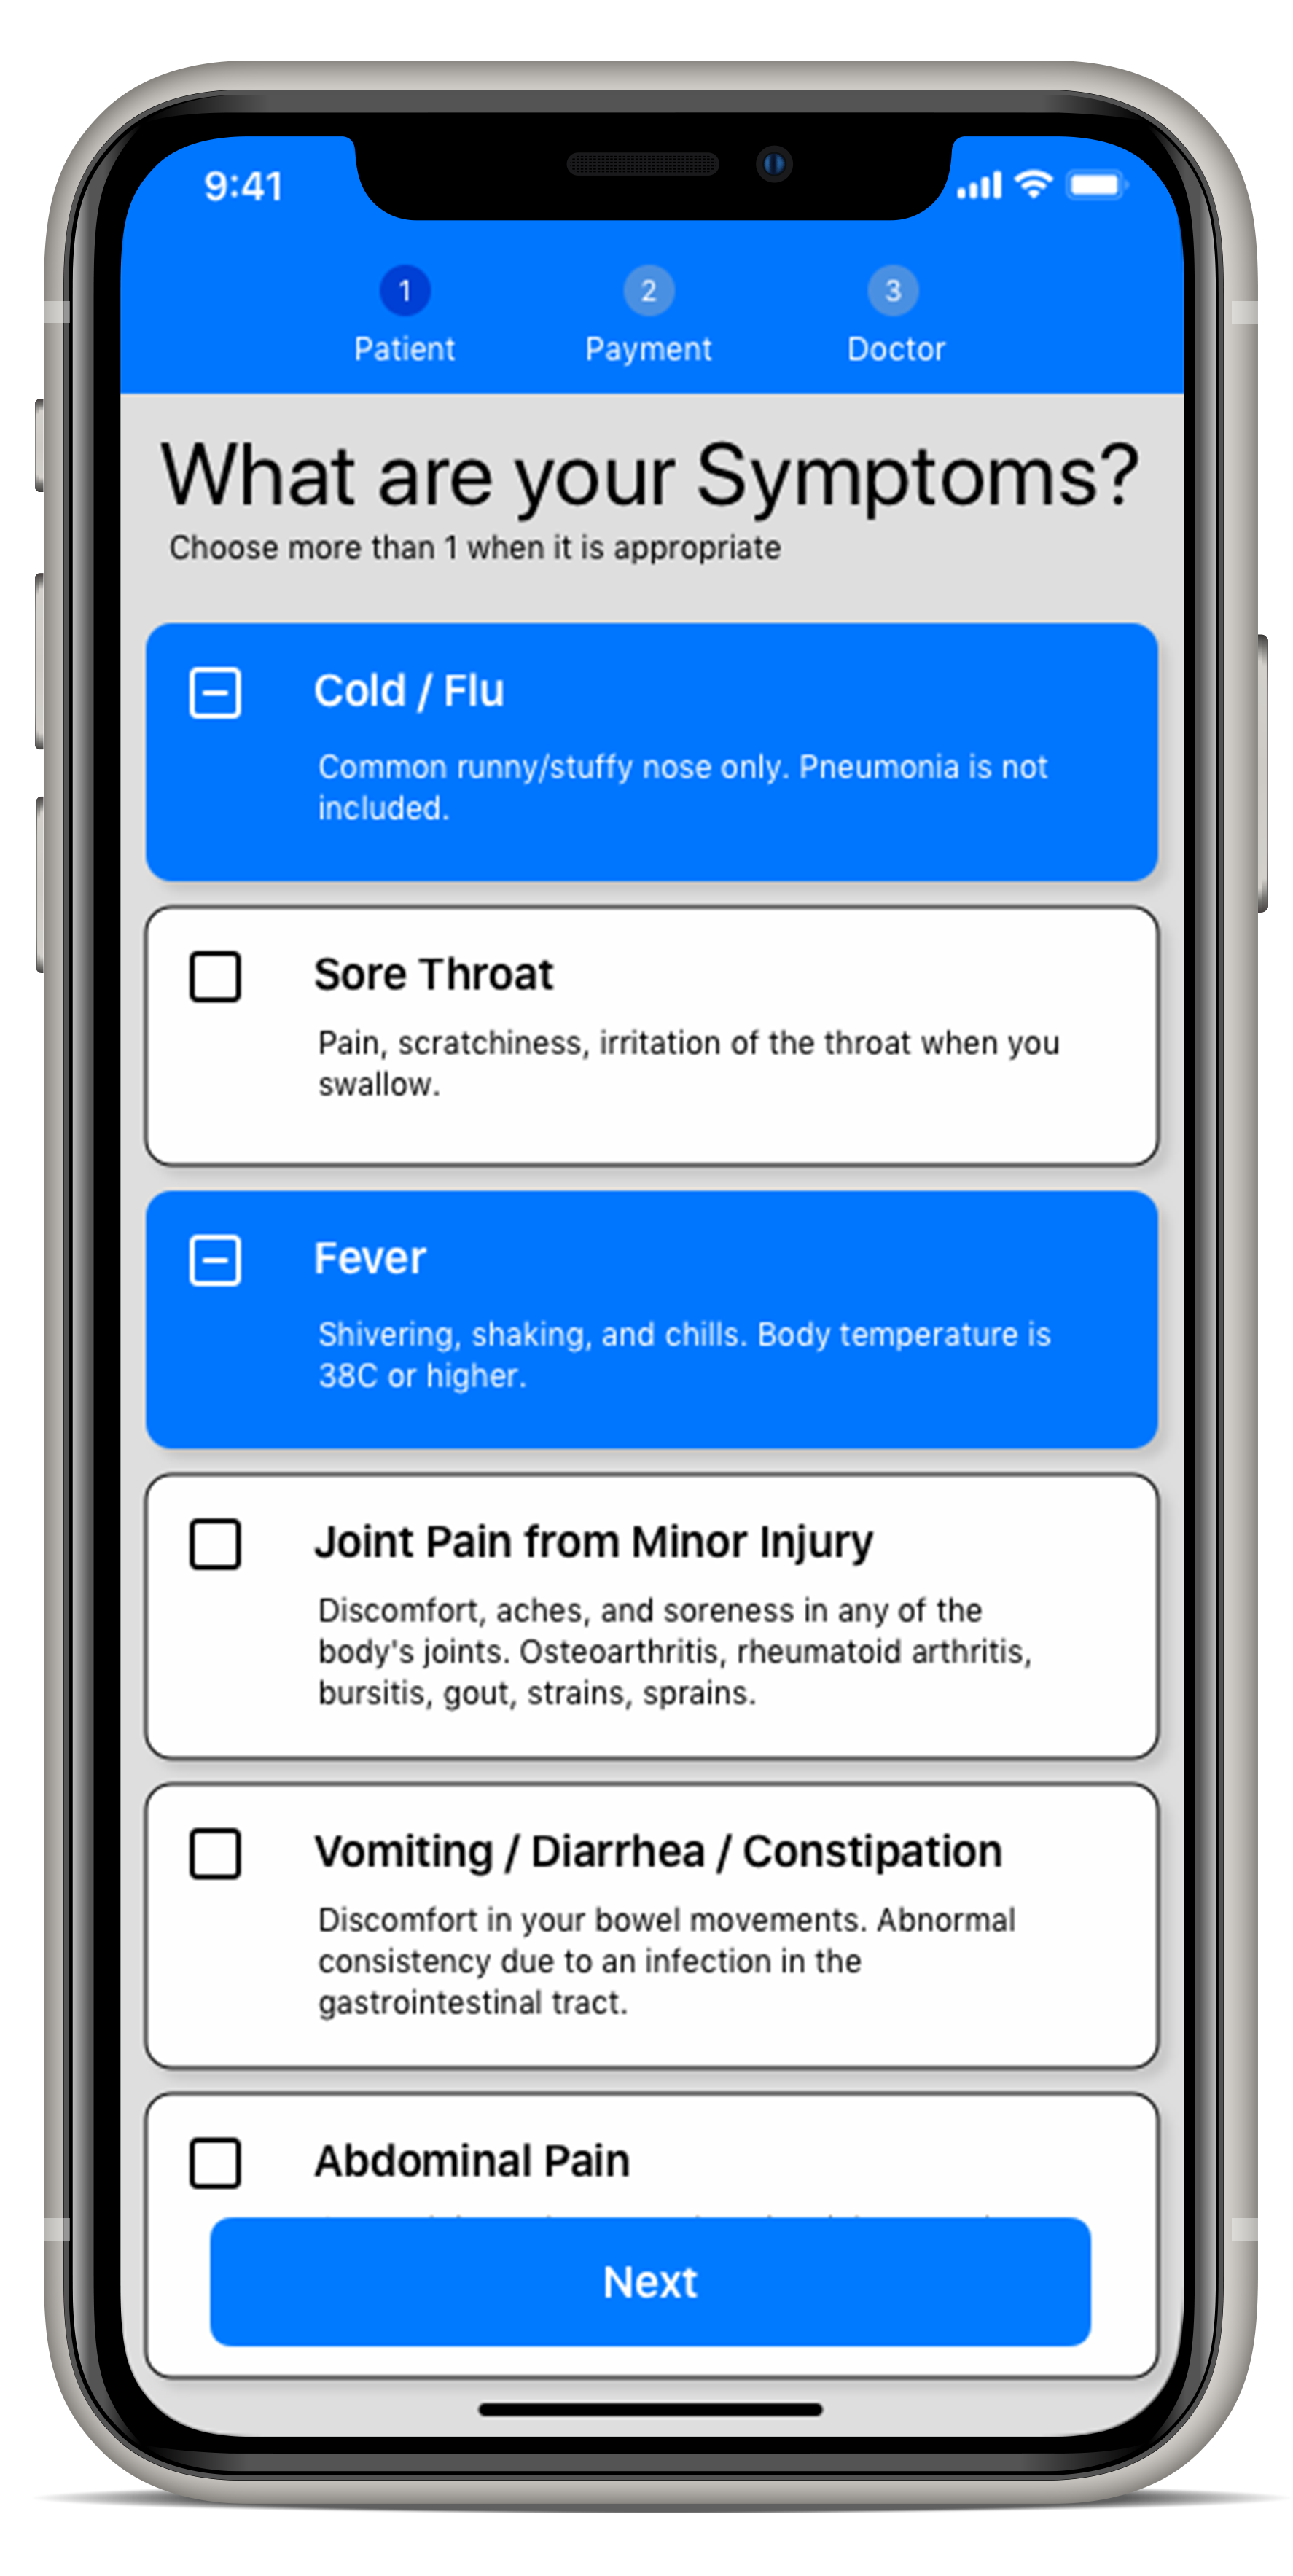 9:41
1 2 3
Patient Payment Doctor
What are your Symptoms?
Choose more than 1 when it is appropriate
Cold / Flu
Common runny/stuffy nose only. Pneumonia is not
included.
Sore Throat
Pain, scratchiness, irritation of the throat when you
swallow.
Fever
Shivering, shaking, and chills. Body temperature is
38C or higher.
Joint Pain from Minor Injury
Discomfort, aches, and soreness in any of the
body's joints. Osteoarthritis, rheumatoid arthritis,
bursitis, gout, strains, sprains.
Vomiting / Diarrhea / Constipation
Discomfort in your bowel movements. Abnormal
consistency due to an infection in the
gastrointestinal tract.
Abdominal Pain
Next